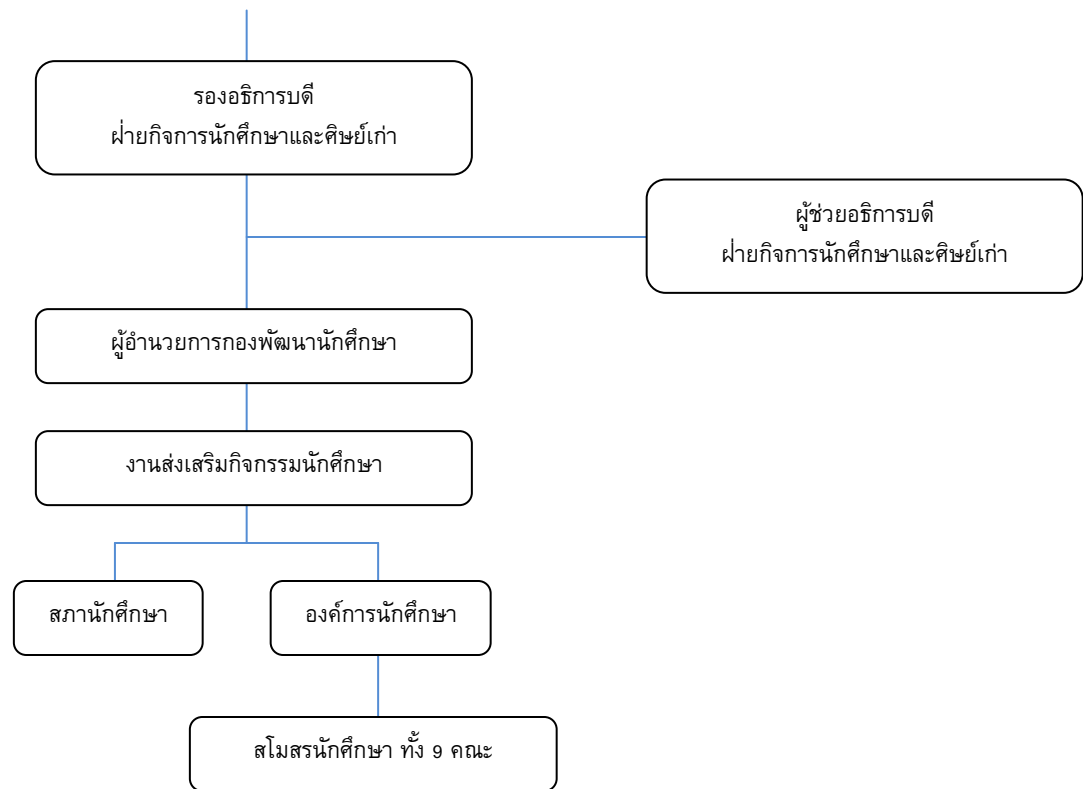 รองอธิการบดี
ฝ่ายกิจการนักศึกษาและศิษย์เก่า
ผู้ช่วยอธิการบดี
ฝ่ายกิจการนักศึกษาและศิษย์เก่า
ผู้อำนวยการกองพัฒนานักศึกษา
งานส่งเสริมกิจกรรมนักศึกษา
สภานักศึกษา
องค์การนักศึกษา
สโมสรนักศึกษา ทั้ง 9 คณะ